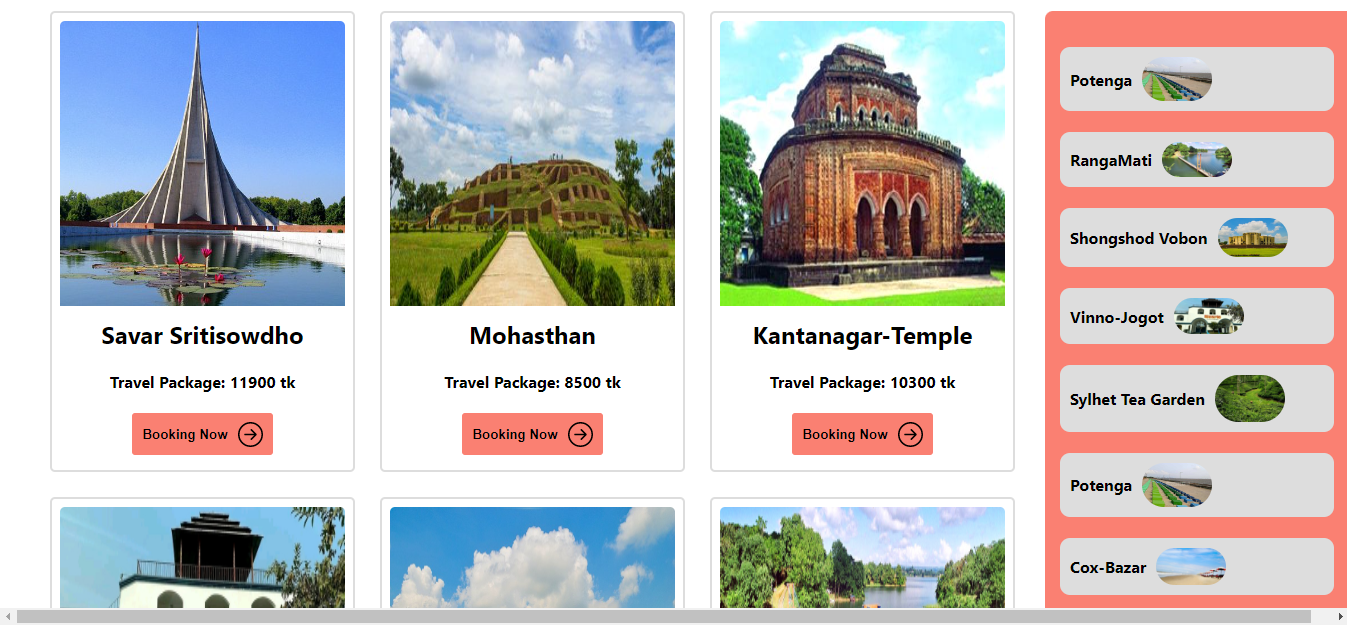 Savar Sritisowdho
Travel Package: 11900 tk
Booking Now
Mohasthan
Travel Package: 8500 tk
Booking Now
Kantanagar-Temple
Travel Package: 10300 tk
Booking Now
Potenga
RangaMati
Shongshod Vobon
Vinno-Jogot
Sylhet Tea Garden
Potenga
Cox-Bazar